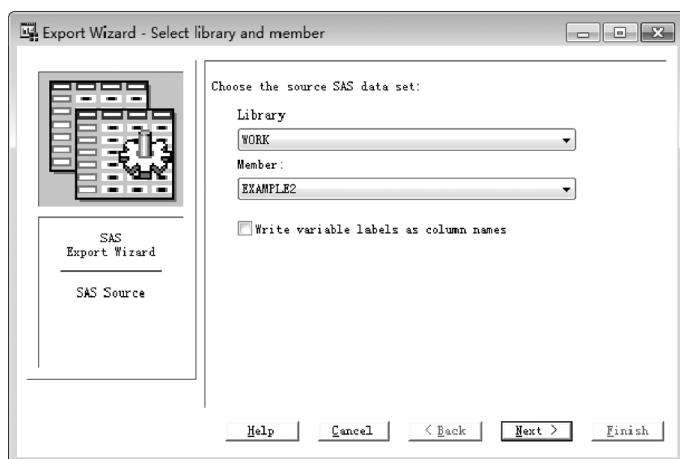 Export Wizard - Select library and member
Choose the source SAS data set:
Library
WORK
Member:
EXAMPLE2
Write variable labels as column names
SAS
Export Wizard
SAS Source
Help Cancel < Back Next > Finish